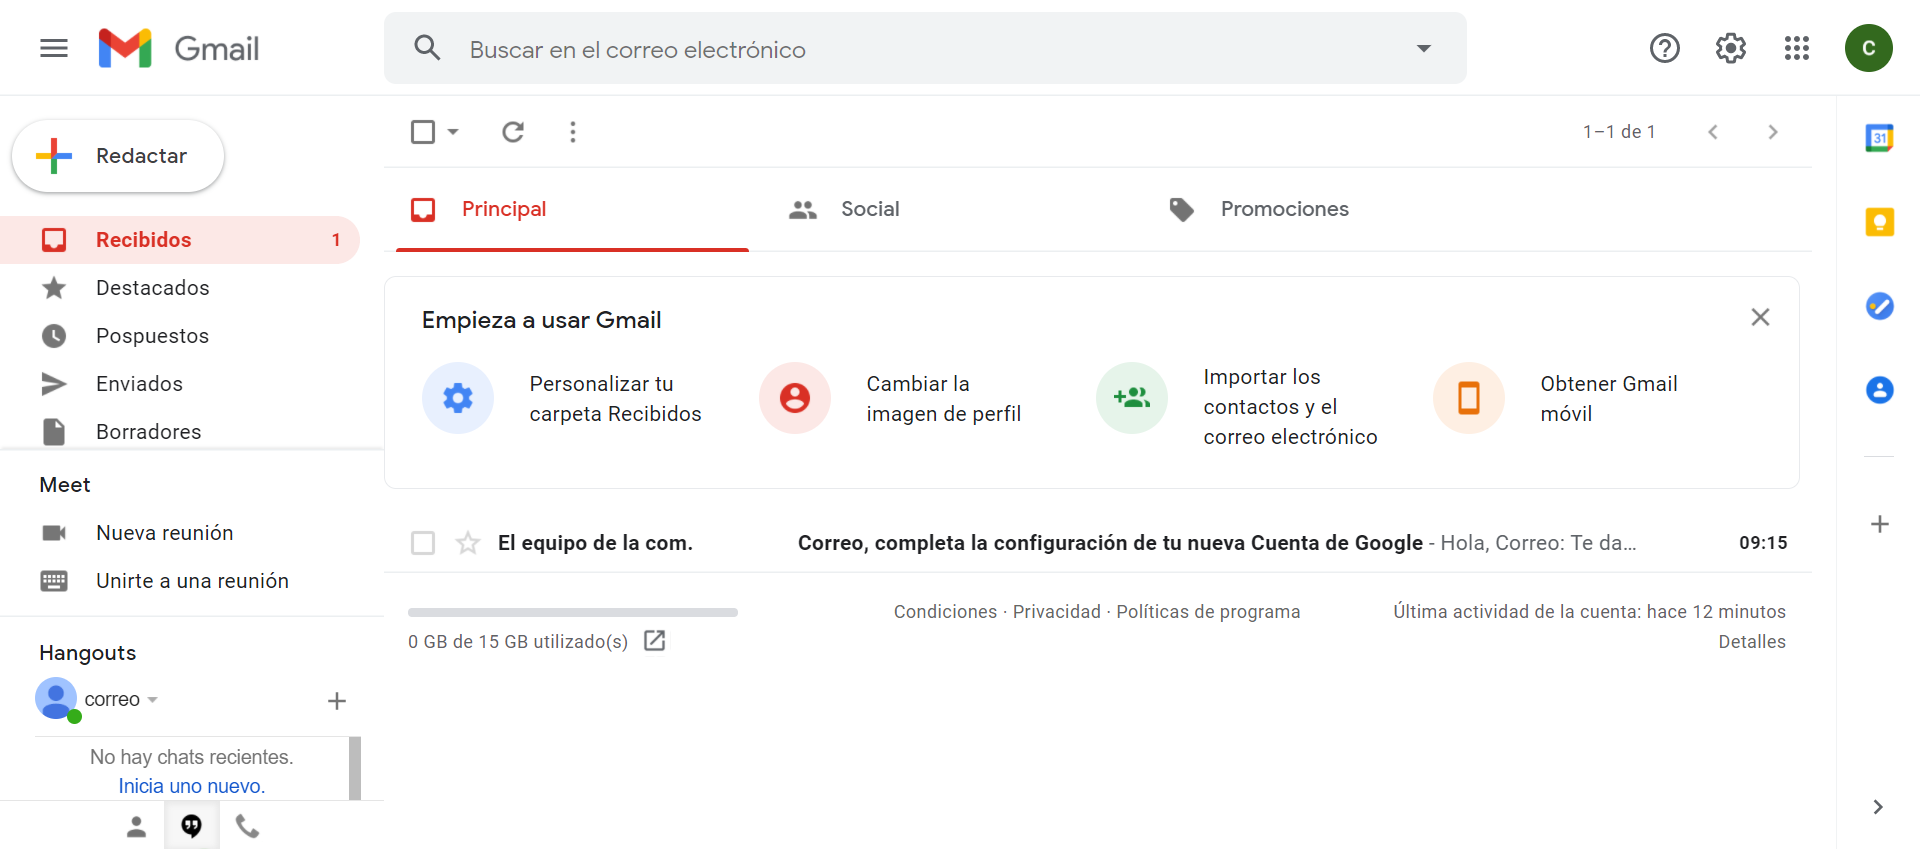 Gmail
Buscar en el correo electrónico
C
Redactar
1–1 de 1
31
Recibidos 1
Destacados
Pospuestos
Enviados
Borradores
Principal
Social
Promociones
Empieza a usar Gmail
Personalizar tu
carpeta Recibidos
Cambiar la
imagen de perfil
Importar los
contactos y el
correo electrónico
Obtener Gmail
móvil
El equipo de la com. Correo, completa la configuración de tu nueva Cuenta de Google - Hola, Correo: Te da... 09:15
0 GB de 15 GB utilizado(s)
Condiciones · Privacidad · Políticas de programa
Última actividad de la cuenta: hace 12 minutos
Detalles
Meet
Nueva reunión
Unirte a una reunión
Hangouts
correo
No hay chats recientes.
Inicia uno nuevo.